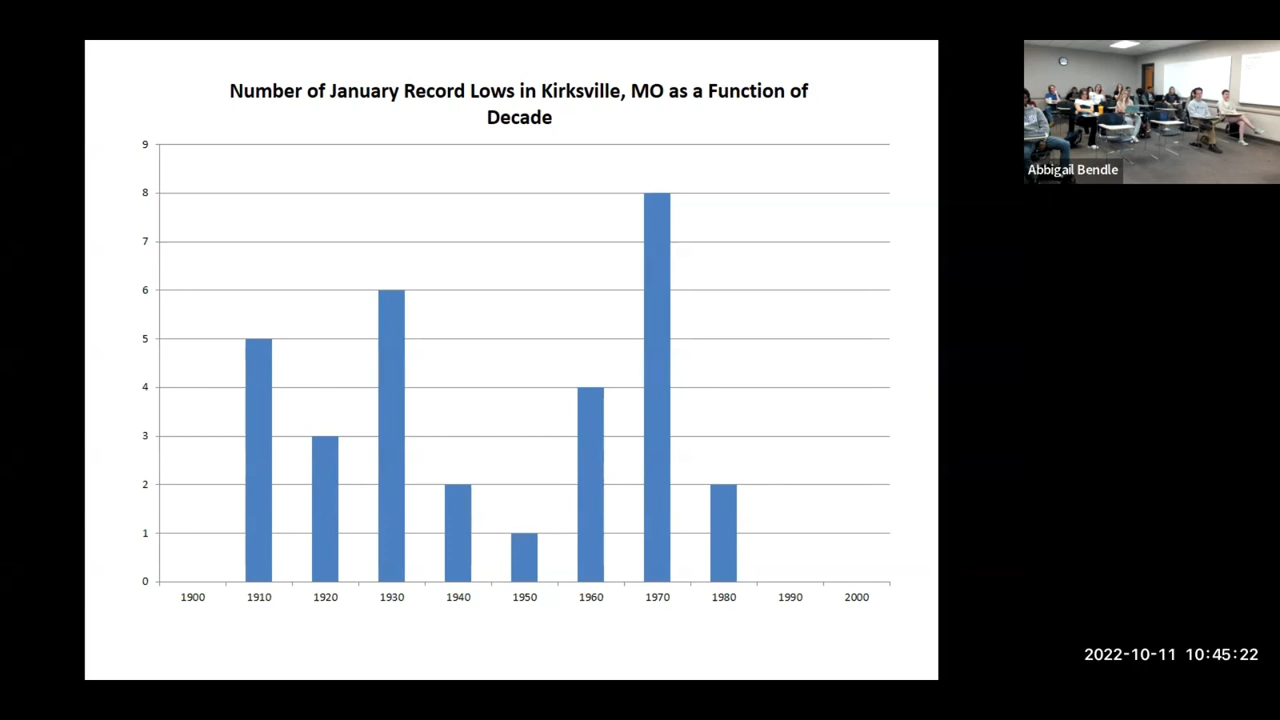 Number of January Record Lows in Kirksville, MO as a Function of
Decade
9
8
7
6
5
4
3
2
1
0
1900 1910 1920 1930 1940 1950 1960 1970 1980 1990 2000
Abbigail Bendle
2022-10-11 10:45:22